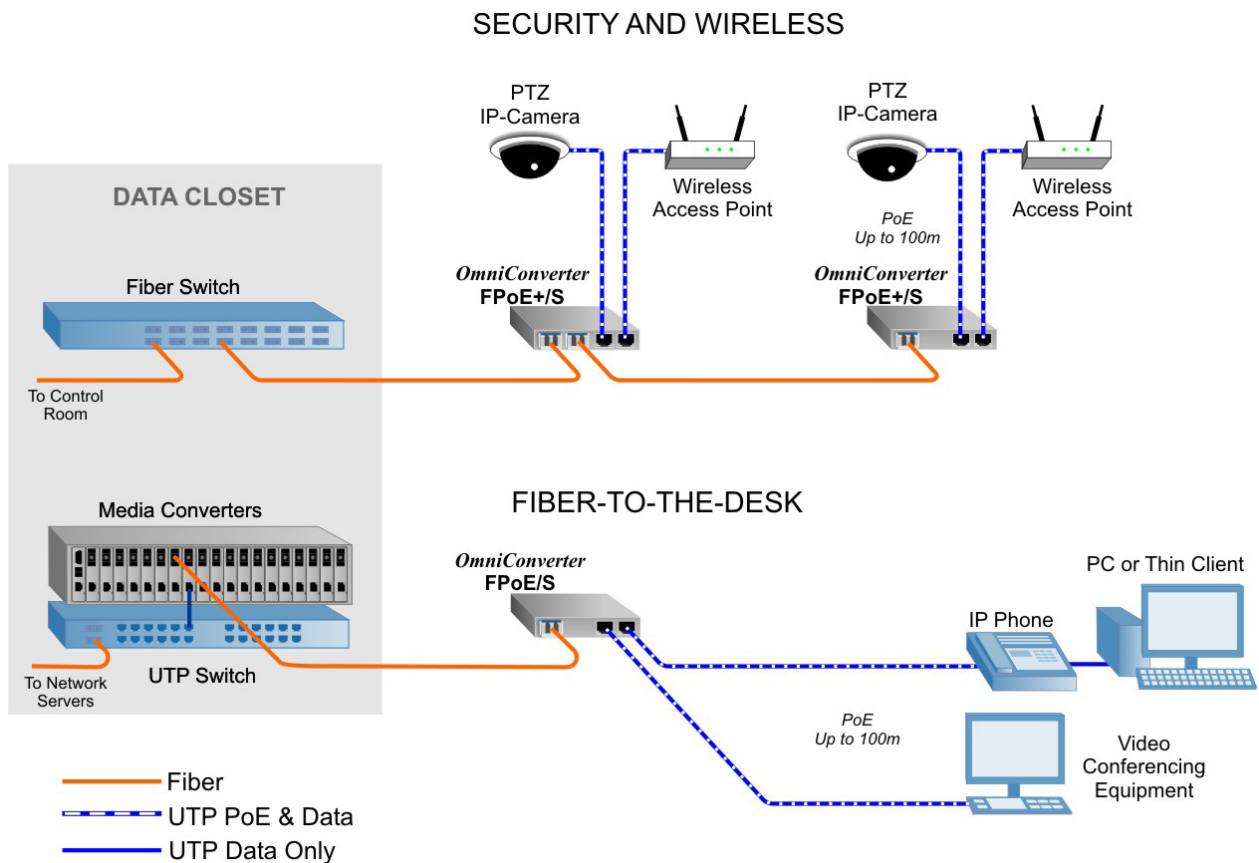 SECURITY AND WIRELESS
PTZ
IP-Camera
Wireless
Access Point
PTZ
IP-Camera
Wireless
Access Point
PoE
Up to 100m
DATA CLOSET
Fiber Switch
OmniConverter
FPoE+/S
OmniConverter
FPoE+/S
To Control
Room
Media Converters
UTP Switch
To Network
Servers
FIBER-TO-THE-DESK
OmniConverter
FPoE/S
PC or Thin Client
IP Phone
PoE
Up to 100m
Video
Conferencing
Equipment
Fiber
UTP PoE & Data
UTP Data Only